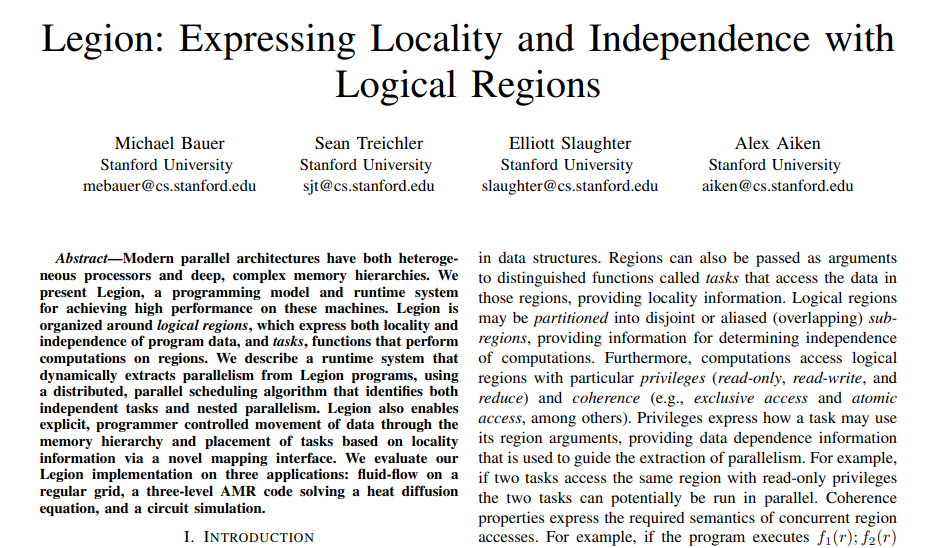 Legion: Expressing Locality and Independence with
Logical Regions
Michael Bauer
Stanford University
mebauer@cs.stanford.edu
Sean Treichler
Stanford University
sjt@cs.stanford.edu
Elliott Slaughter
Stanford University
slaughter@cs.stanford.edu
Alex Aiken
Stanford University
aiken@cs.stanford.edu
Abstract—Modern parallel architectures have both heteroge-
neous processors and deep, complex memory hierarchies. We
present Legion, a programming model and runtime system
for achieving high performance on these machines. Legion is
organized around logical regions, which express both locality and
independence of program data, and tasks, functions that perform
computations on regions. We describe a runtime system that
dynamically extracts parallelism from Legion programs, using
a distributed, parallel scheduling algorithm that identifies both
independent tasks and nested parallelism. Legion also enables
explicit, programmer controlled movement of data through the
memory hierarchy and placement of tasks based on locality
information via a novel mapping interface. We evaluate our
Legion implementation on three applications: fluid-flow on a
regular grid, a three-level AMR code solving a heat diffusion
equation, and a circuit simulation.
I. INTRODUCTION
in data structures. Regions can also be passed as arguments
to distinguished functions called tasks that access the data in
those regions, providing locality information. Logical regions
may be partitioned into disjoint or aliased (overlapping) sub-
regions, providing information for determining independence
of computations. Furthermore, computations access logical
regions with particular privileges (read-only, read-write, and
reduce) and coherence (e.g., exclusive access and atomic
access, among others). Privileges express how a task may use
its region arguments, providing data dependence information
that is used to guide the extraction of parallelism. For example,
if two tasks access the same region with read-only privileges
the two tasks can potentially be run in parallel. Coherence
properties express the required semantics of concurrent region
accesses. For example, if the program executes f₁(r); f₂(r)